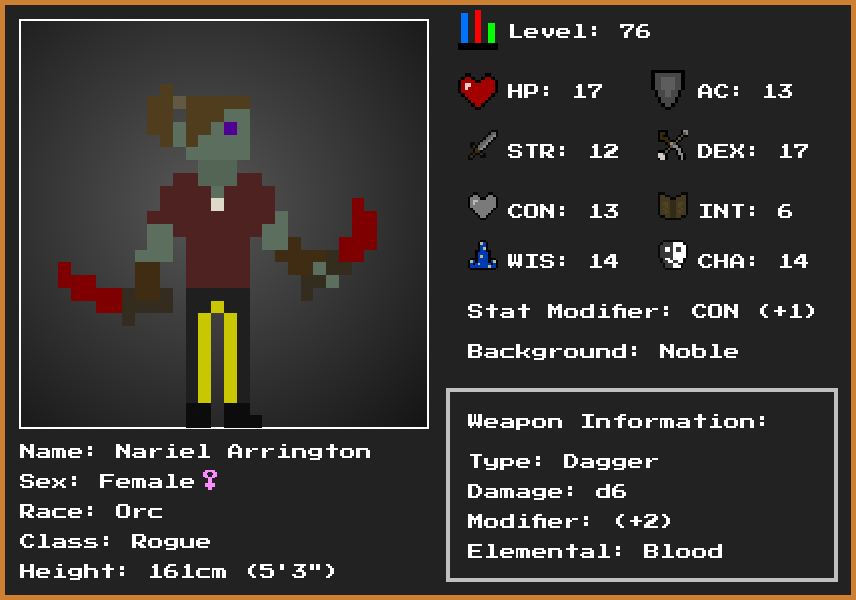 Level: 76
HP: 17 AC: 13
STR: 12 DEX: 17
CON: 13 INT: 6
WIS: 14 CHA: 14
Stat Modifier: CON (+1)
Background: Noble
Weapon Information:
Type: Dagger
Damage: d6
Modifier: (+2)
Elemental: Blood
Name: Nariel Arrington
Sex: Female♀
Race: Orc
Class: Rogue
Height: 161cm (5'3")